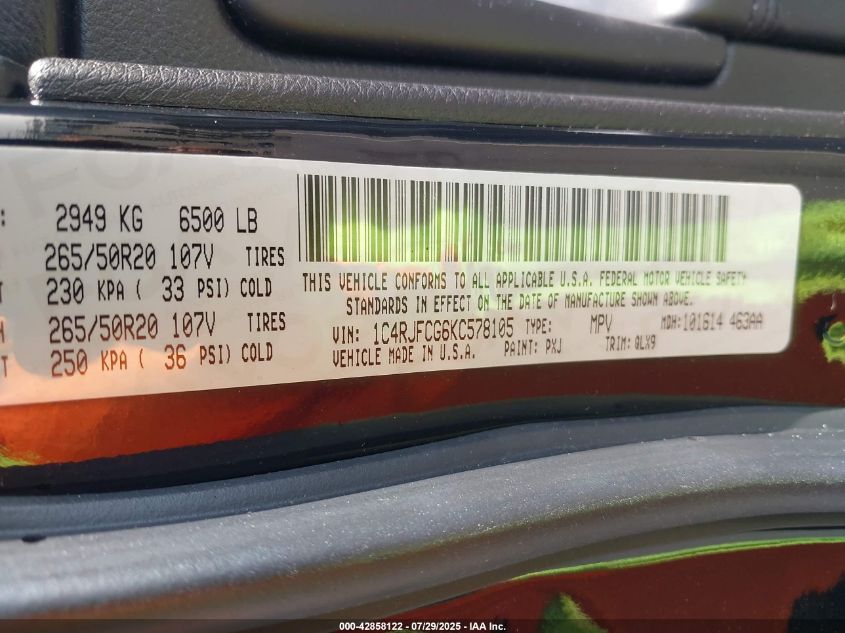 : 2949 KG 6500 LB
265/50R20 107V TIRES
T 230 KPA ( 33 PSI) COLD
265/50R20 107V TIRES
T 250 KPA ( 36 PSI) COLD
THIS VEHICLE CONFORMS TO ALL APPLICABLE U.S.A. FEDERAL MOTOR VEHICLE SAFETY
STANDARDS IN EFFECT ON THE DATE OF MANUFACTURE SHOWN ABOVE.
VIN: 1C4RJFCG6KC578105 TYPE: MPV MDH:101614 463AA
VEHICLE MADE IN U.S.A. PAINT: PXJ TRIM: QLX9
000-42858122 - 07/29/2025 - IAA Inc.